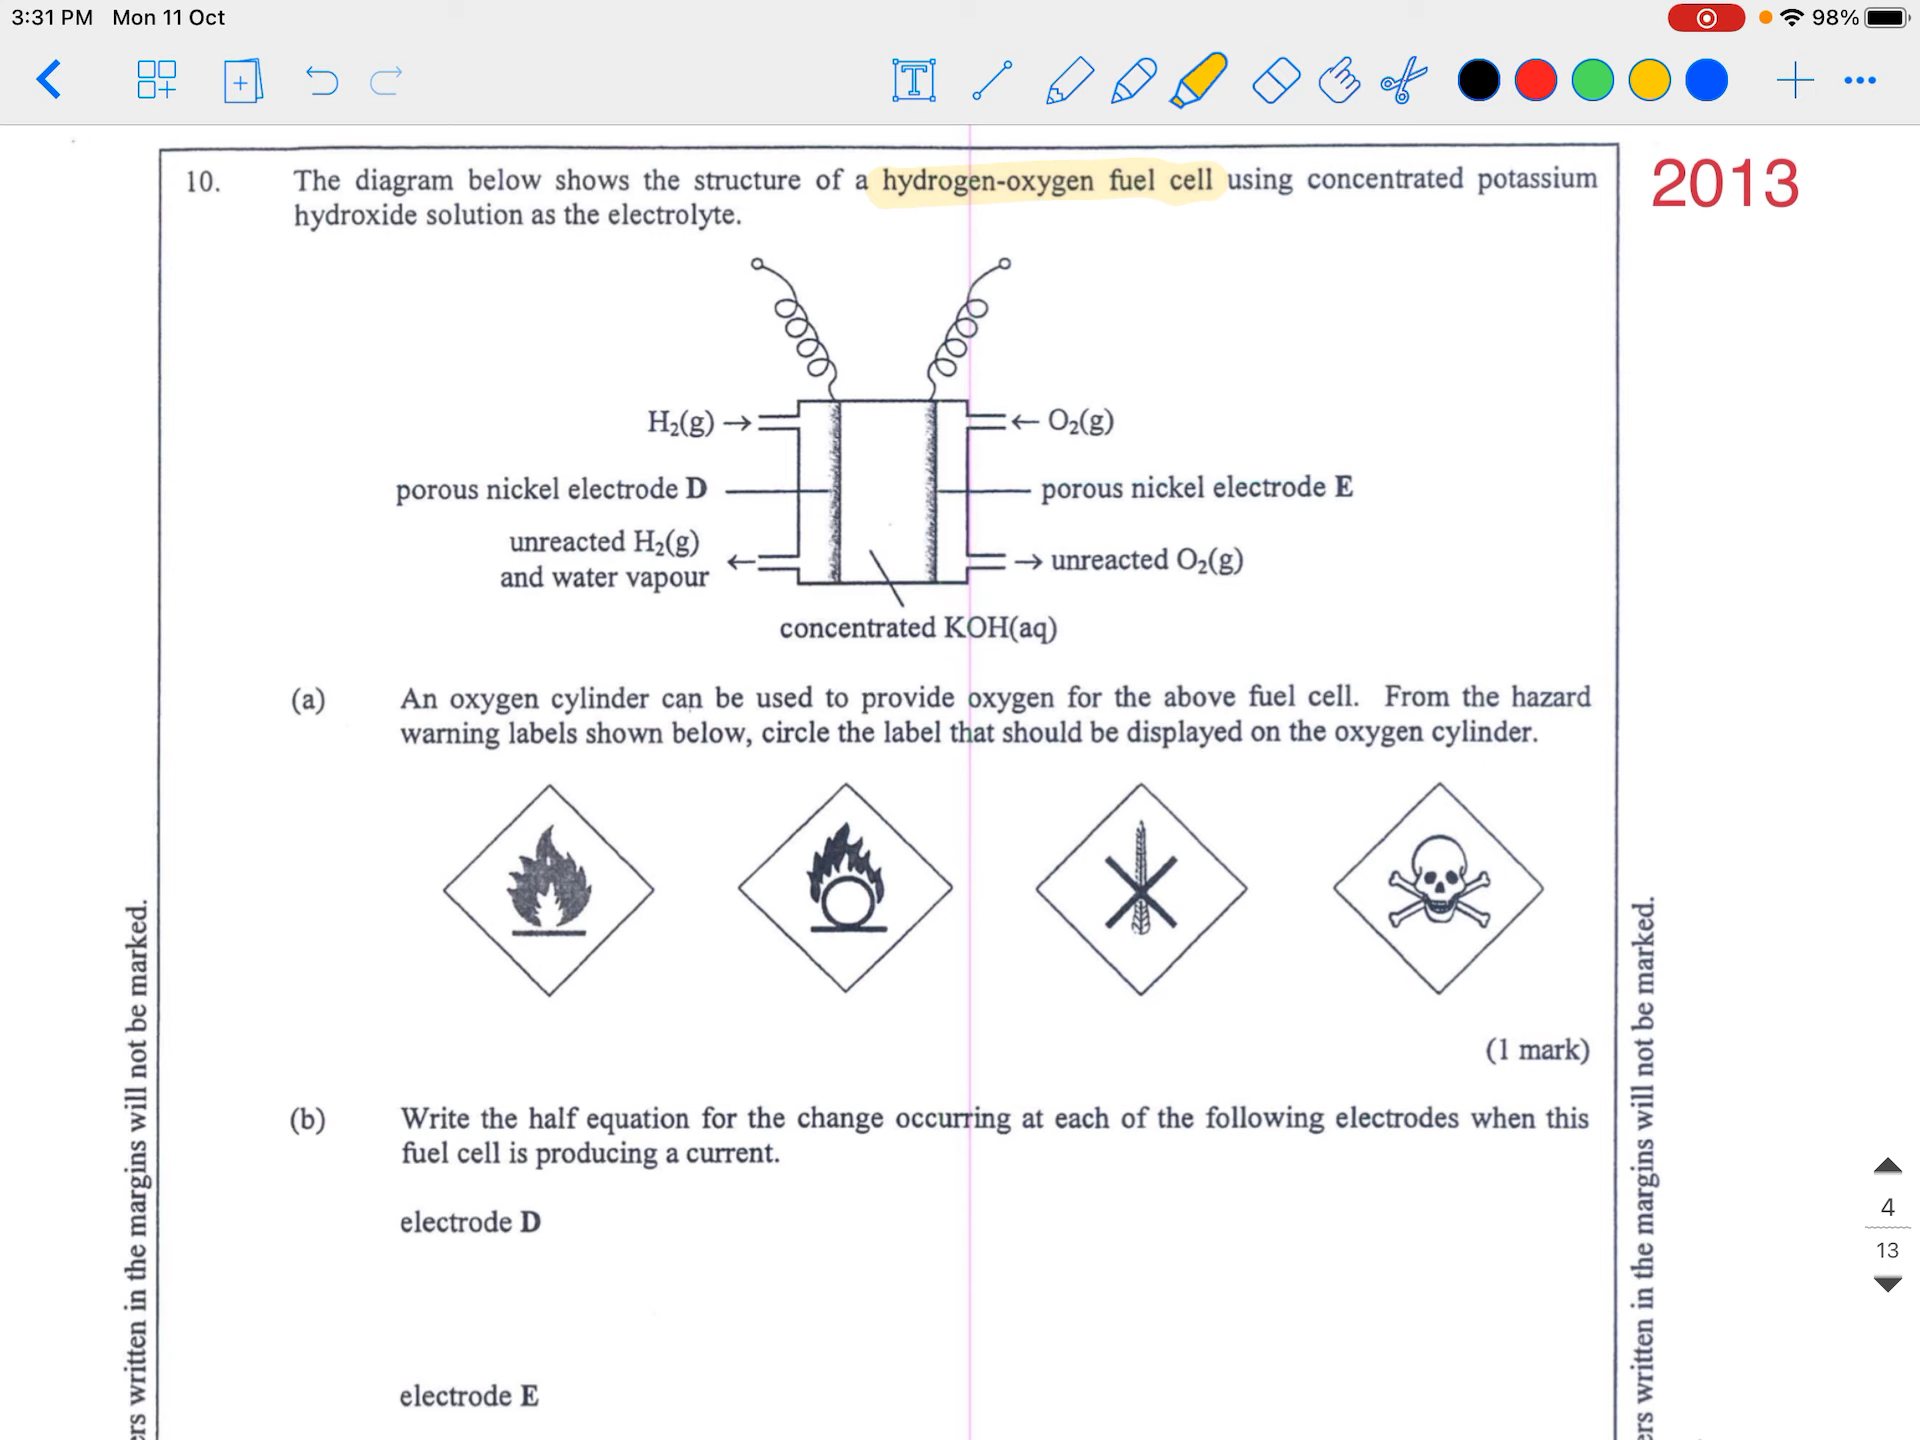 3:31 PM Mon 11 Oct
98%
2013
10. The diagram below shows the structure of a hydrogen-oxygen fuel cell using concentrated potassium
hydroxide solution as the electrolyte.
H₂(g) → ← O₂(g)
porous nickel electrode D
porous nickel electrode E
unreacted H₂(g)
and water vapour ←
→ unreacted O₂(g)
concentrated KOH(aq)
(a) An oxygen cylinder can be used to provide oxygen for the above fuel cell. From the hazard
warning labels shown below, circle the label that should be displayed on the oxygen cylinder.
(1 mark)
(b) Write the half equation for the change occurring at each of the following electrodes when this
fuel cell is producing a current.
electrode D
electrode E
written in the margins will not be marked.
written in the margins will not be marked.
4
13